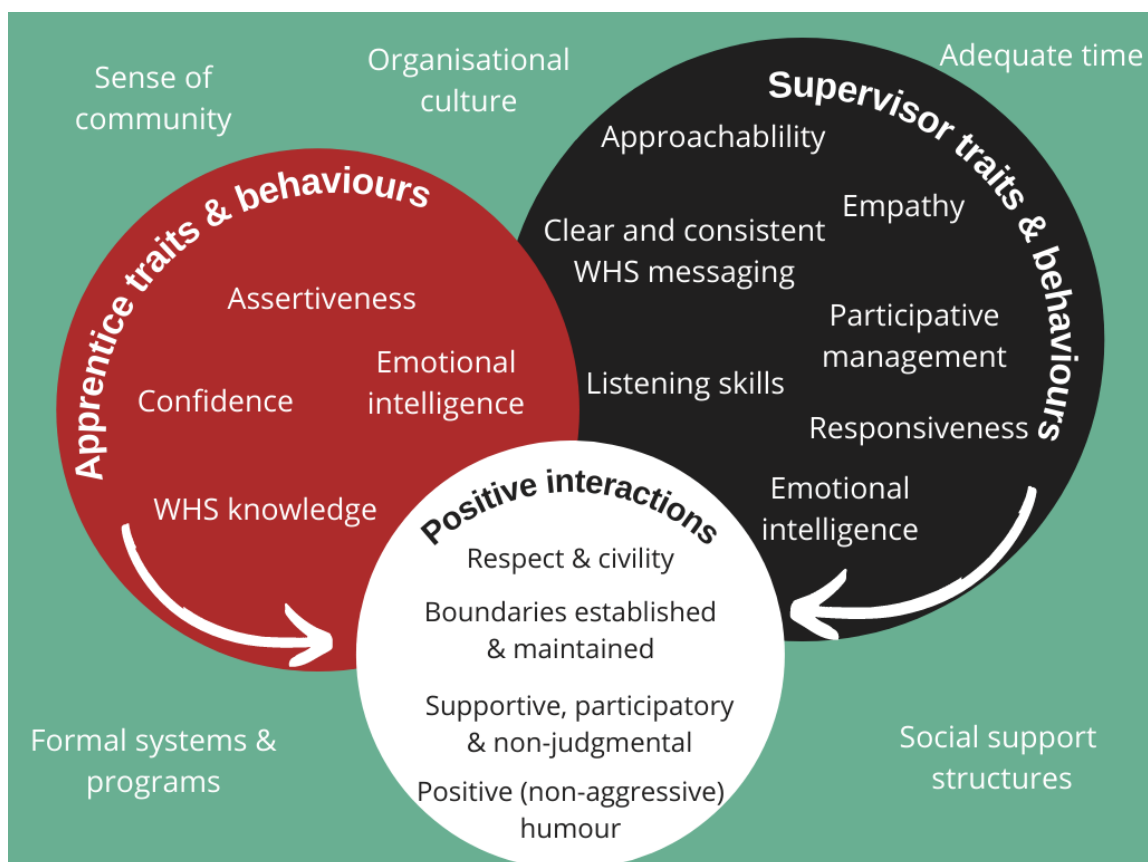 Sense of
community
Organisational
culture
Adequate time
Apprentice traits & behaviours
Assertiveness
Emotional
intelligence
Confidence
WHS knowledge
Supervisor traits & behaviours
Approachablility
Empathy
Clear and consistent
WHS messaging
Participative
management
Listening skills
Responsiveness
Emotional
intelligence
Positive interactions
Respect & civility
Boundaries established
& maintained
Supportive, participatory
& non-judgmental
Positive (non-aggressive)
humour
Formal systems &
programs
Social support
structures